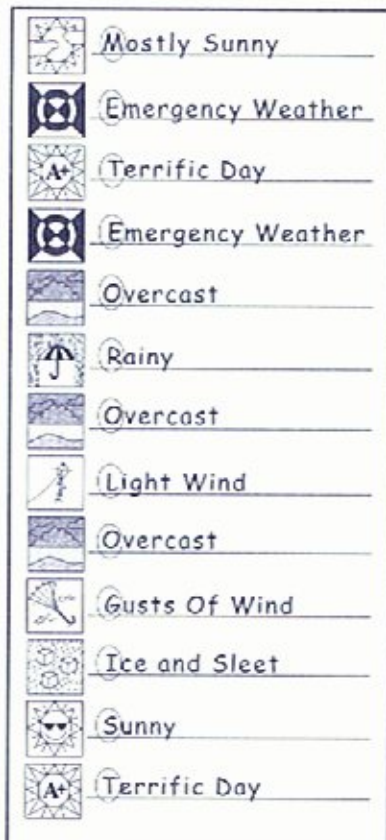 Mostly Sunny
Emergency Weather
A+ Terrific Day
Emergency Weather
Overcast
Rainy
Overcast
Light Wind
Overcast
Gusts Of Wind
Ice and Sleet
Sunny
A+ Terrific Day